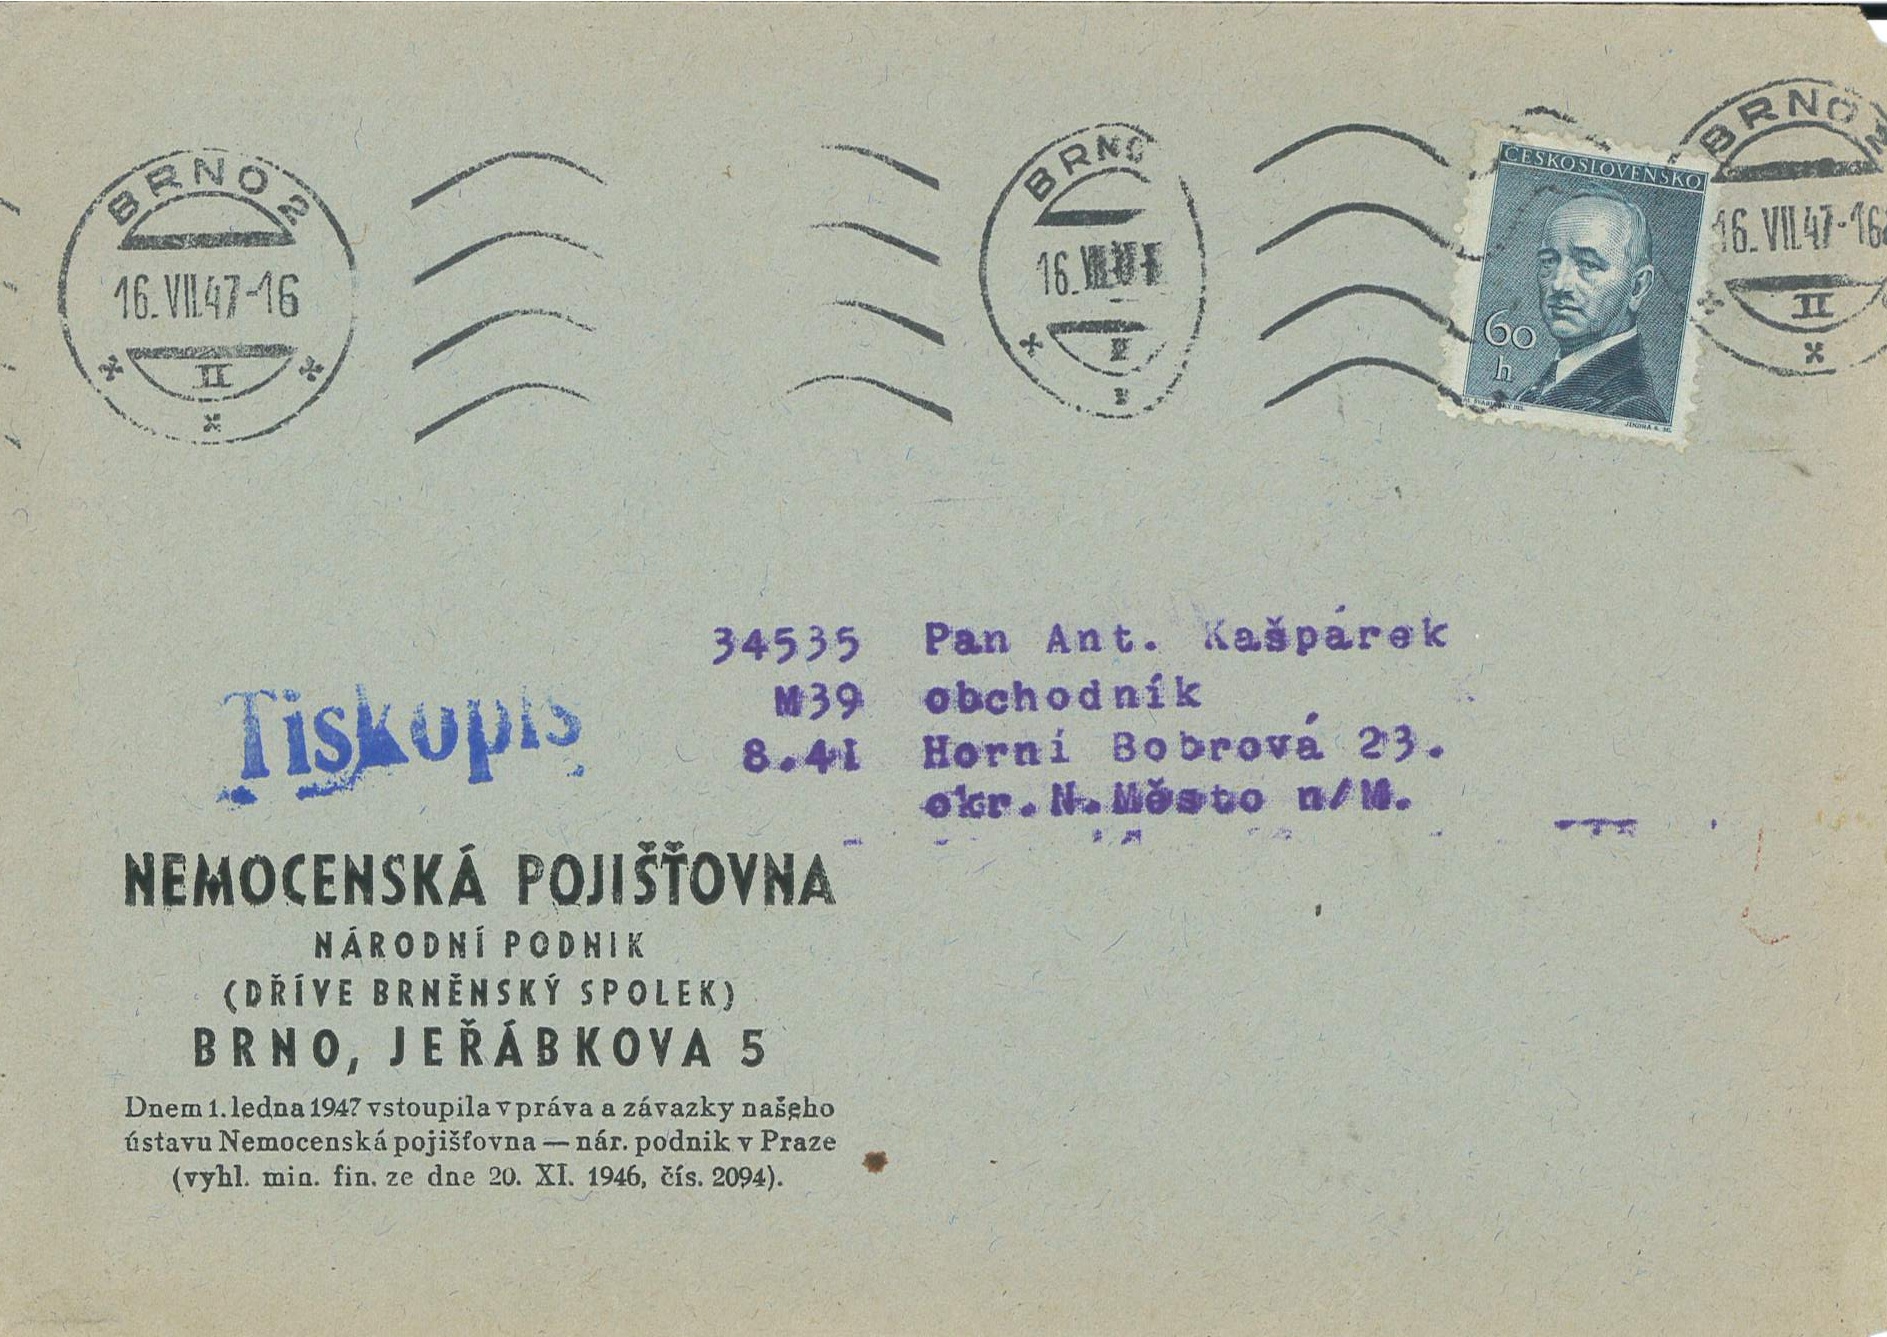 BRNO 2
16. VII. 47-16
II
BRNO
16. VII.
II
ČESKOSLOVENSKO
60
h
BRNO 2
16. VII. 47-16
II
34535 Pan Ant. Kašpárek
M39 obchodník
8.41 Horní Bobrová 23.
okr.N.Město n/M.
Tiskopis
NEMOCENSKÁ POJIŠŤOVNA
NÁRODNÍ PODNIK
(DŘÍVE BRNĚNSKÝ SPOLEK)
BRNO, JEŘÁBKOVA 5
Dnem 1. ledna 1947 vstoupila v práva a závazky našeho
ústavu Nemocenská pojišťovna — nár. podnik v Praze
(vyhl. min. fin. ze dne 20. XI. 1946, čís. 2094).